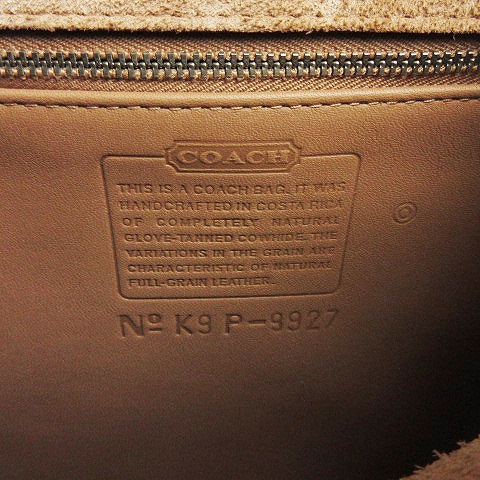 COACH
THIS IS A COACH BAG. IT WAS
HANDCRAFTED IN COSTA RICA
OF COMPLETELY NATURAL
GLOVE-TANNED COWHIDE. THE
VARIATIONS IN THE GRAIN ARE
CHARACTERISTIC OF NATURAL
FULL-GRAIN LEATHER.
Nº K9P-9927